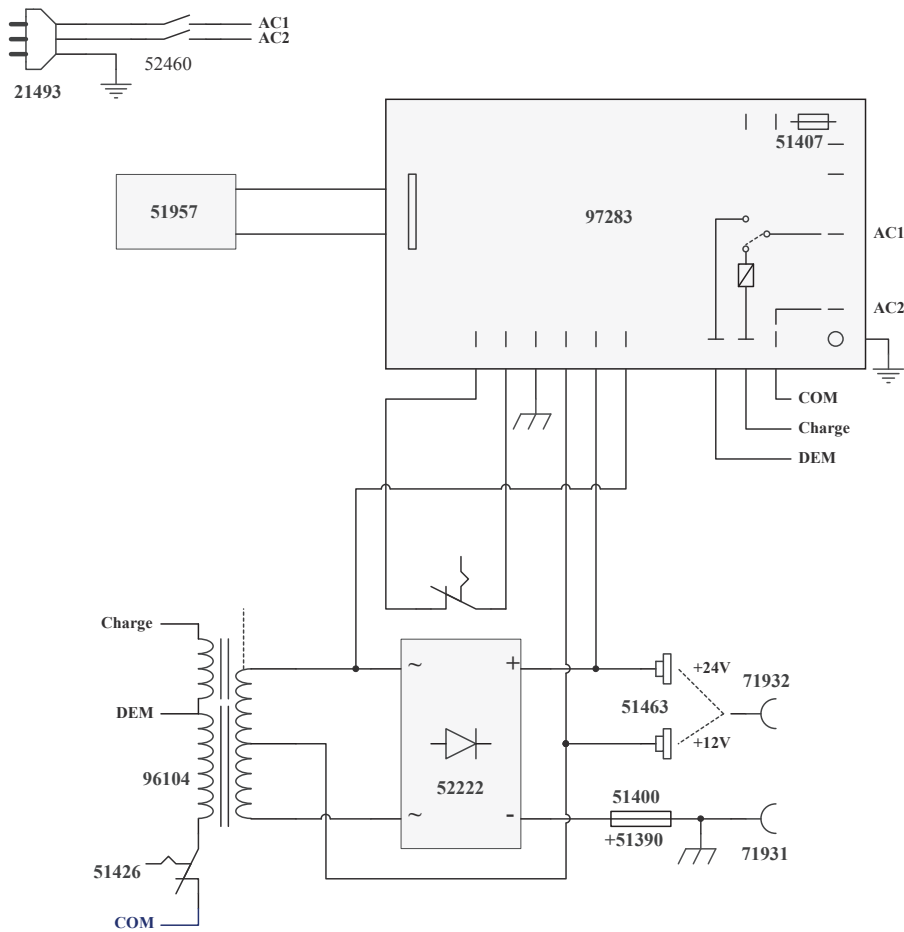 AC1
AC2
52460
21493
51407
51957
97283
AC1
AC2
COM
Charge
DEM
Charge
~
+
+24V
71932
51463
DEM
+12V
96104
52222
51400
~
-
+51390
71931
51426
COM